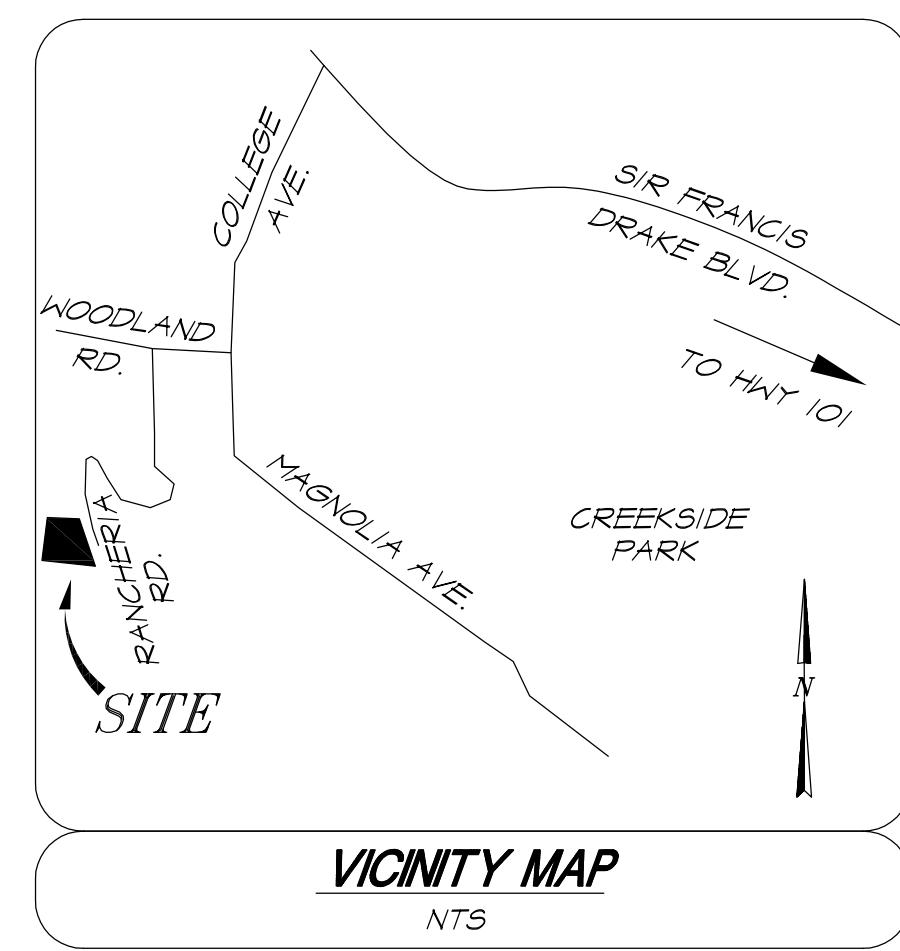 COLLEGE
AVE.
SIR FRANCIS
DRAKE BLVD.
WOODLAND
RD.
TO HWY 101
MAGNOLIA AVE.
CREEKSIDE
PARK
RANCHERIA
RD.
N
SITE
VICINITY MAP
NTS